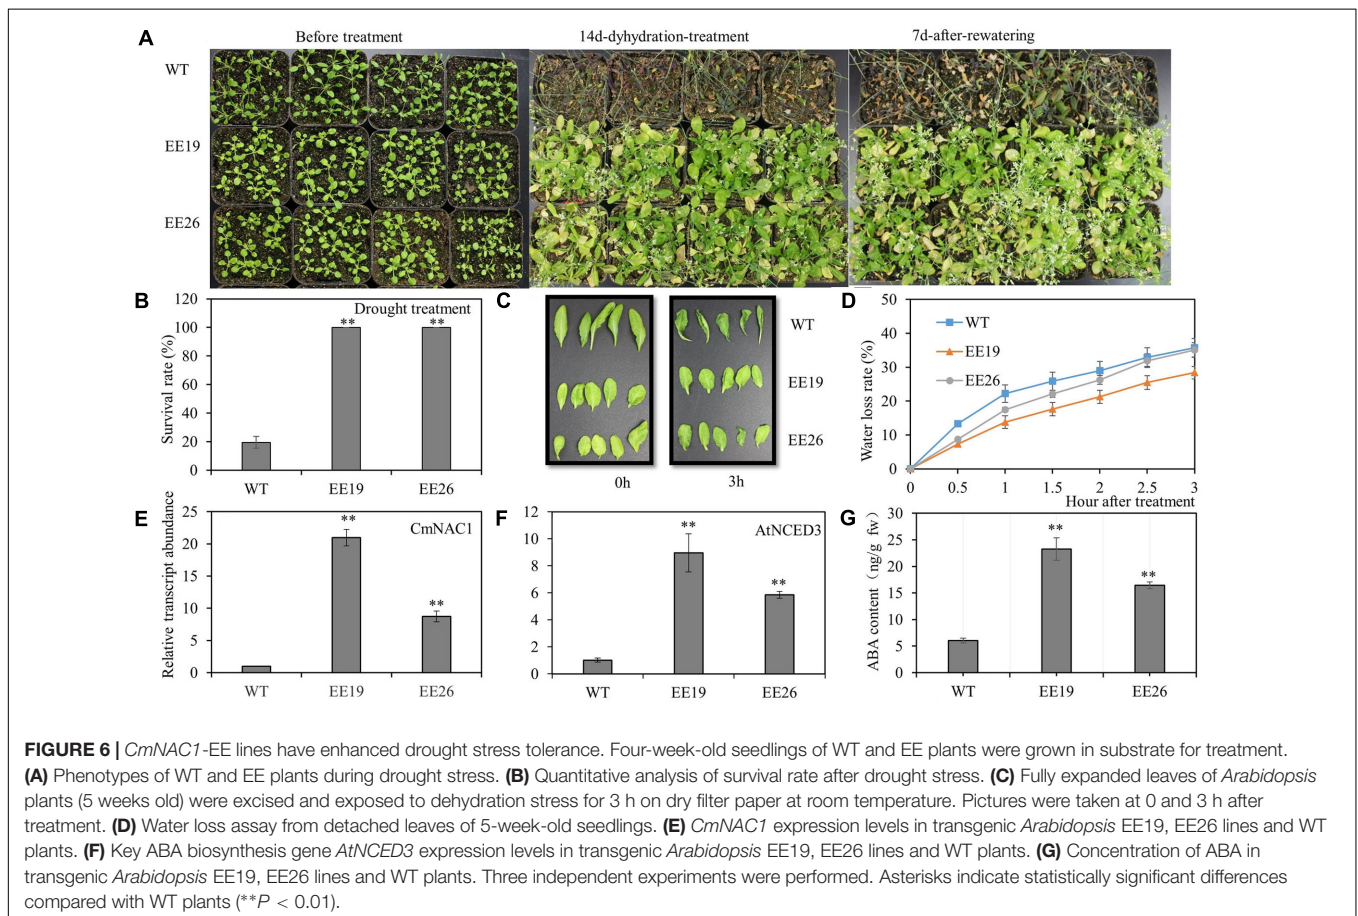 A
Before treatment
14d-dyhydration-treatment
7d-after-rewatering
WT
EE19
EE26
B
120
100
80
60
40
20
0
Survival rate (%)
Drought treatment
**
**
WT
EE19
EE26
C
WT
EE19
EE26
0h
3h
D
50
40
30
20
10
0
Water loss rate (%)
WT
EE19
EE26
0
0.5
1
1.5
2
2.5
3
Hour after treatment
E
25
20
15
10
5
0
Relative transcript abundance
CmNAC1
**
**
WT
EE19
EE26
F
12
10
8
6
4
2
0
AtNCED3
**
**
WT
EE19
EE26
G
30
25
20
15
10
5
0
ABA content（ng/g fw）
**
**
WT
EE19
EE26
FIGURE 6 | CmNAC1-EE lines have enhanced drought stress tolerance. Four-week-old seedlings of WT and EE plants were grown in substrate for treatment.
(A) Phenotypes of WT and EE plants during drought stress. (B) Quantitative analysis of survival rate after drought stress. (C) Fully expanded leaves of Arabidopsis
plants (5 weeks old) were excised and exposed to dehydration stress for 3 h on dry filter paper at room temperature. Pictures were taken at 0 and 3 h after
treatment. (D) Water loss assay from detached leaves of 5-week-old seedlings. (E) CmNAC1 expression levels in transgenic Arabidopsis EE19, EE26 lines and WT
plants. (F) Key ABA biosynthesis gene AtNCED3 expression levels in transgenic Arabidopsis EE19, EE26 lines and WT plants. (G) Concentration of ABA in
transgenic Arabidopsis EE19, EE26 lines and WT plants. Three independent experiments were performed. Asterisks indicate statistically significant differences
compared with WT plants (**P < 0.01).